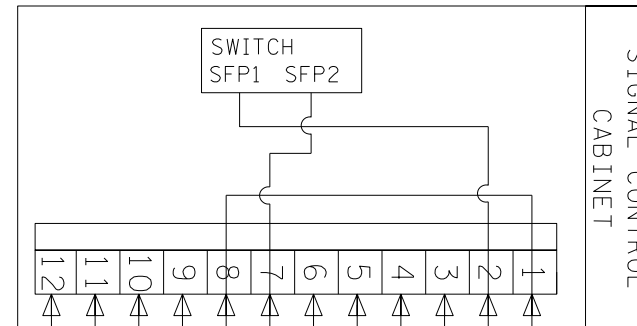 SWITCH
SFP1 SFP2
SIGNAL CONTROL
CABINET
12 11 10 9 8 7 6 5 4 3 2 1